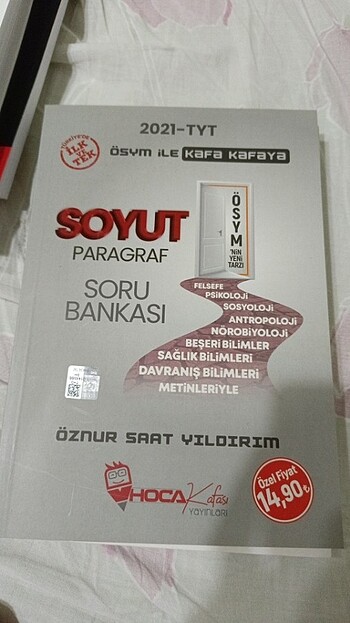 2021-TYT
ÖSYM iLE KAFA KAFAYA
TÜRKİYE'DE
İLK VE
TEK
SOYUT
PARAGRAF
SORU
BANKASI
ÖSYM
'NİN
YENİ
TARZI
FELSEFE
PSİKOLOJİ
SOSYOLOJİ
ANTROPOLOJİ
NÖROBİYOLOJİ
BEŞERİ BİLİMLER
SAĞLIK BİLİMLERİ
DAVRANIŞ BİLİMLERİ
METİNLERİYLE
ÖZNUR SAAT YILDIRIM
HOCA Kafası
YAYINLARI
Özel Fiyat
14,90₺